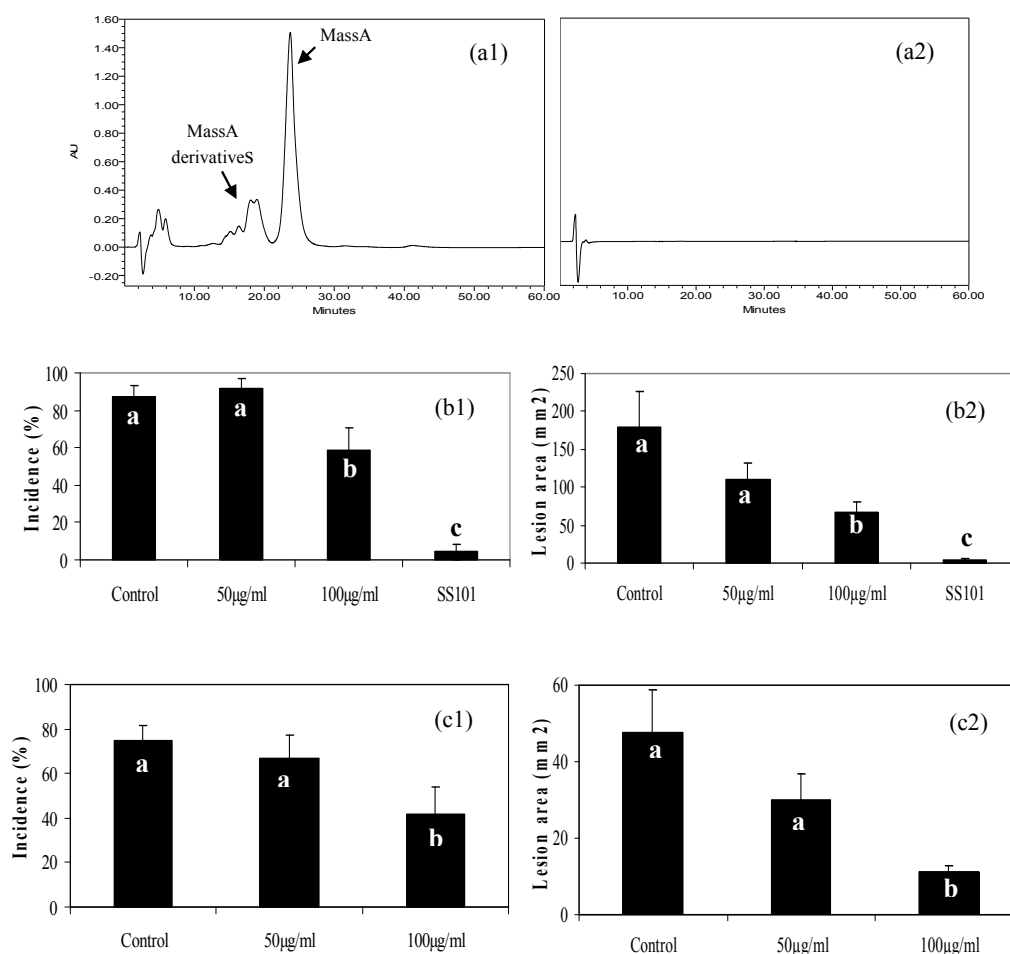 1.60
1.40
1.20
1.00
0.80
0.60
0.40
0.20
0.00
-0.20
AU
MassA
MassA
derivativeS
(a1)
10.00 20.00 30.00 40.00 50.00 60.00
Minutes
(a2)
10.00 20.00 30.00 40.00 50.00 60.00
Minutes
Incidence (%)
100
80
60
40
20
0
a
a
b
c
(b1)
Control 50µg/ml 100µg/ml SS101
Lesion area (mm2)
250
200
150
100
50
0
a
a
b
c
(b2)
Control 50µg/ml 100µg/ml SS101
Incidence (%)
100
80
60
40
20
0
a
a
b
(c1)
Control 50µg/ml 100µg/ml
Lesion area (mm2)
60
40
20
0
a
a
b
(c2)
Control 50µg/ml 100µg/ml